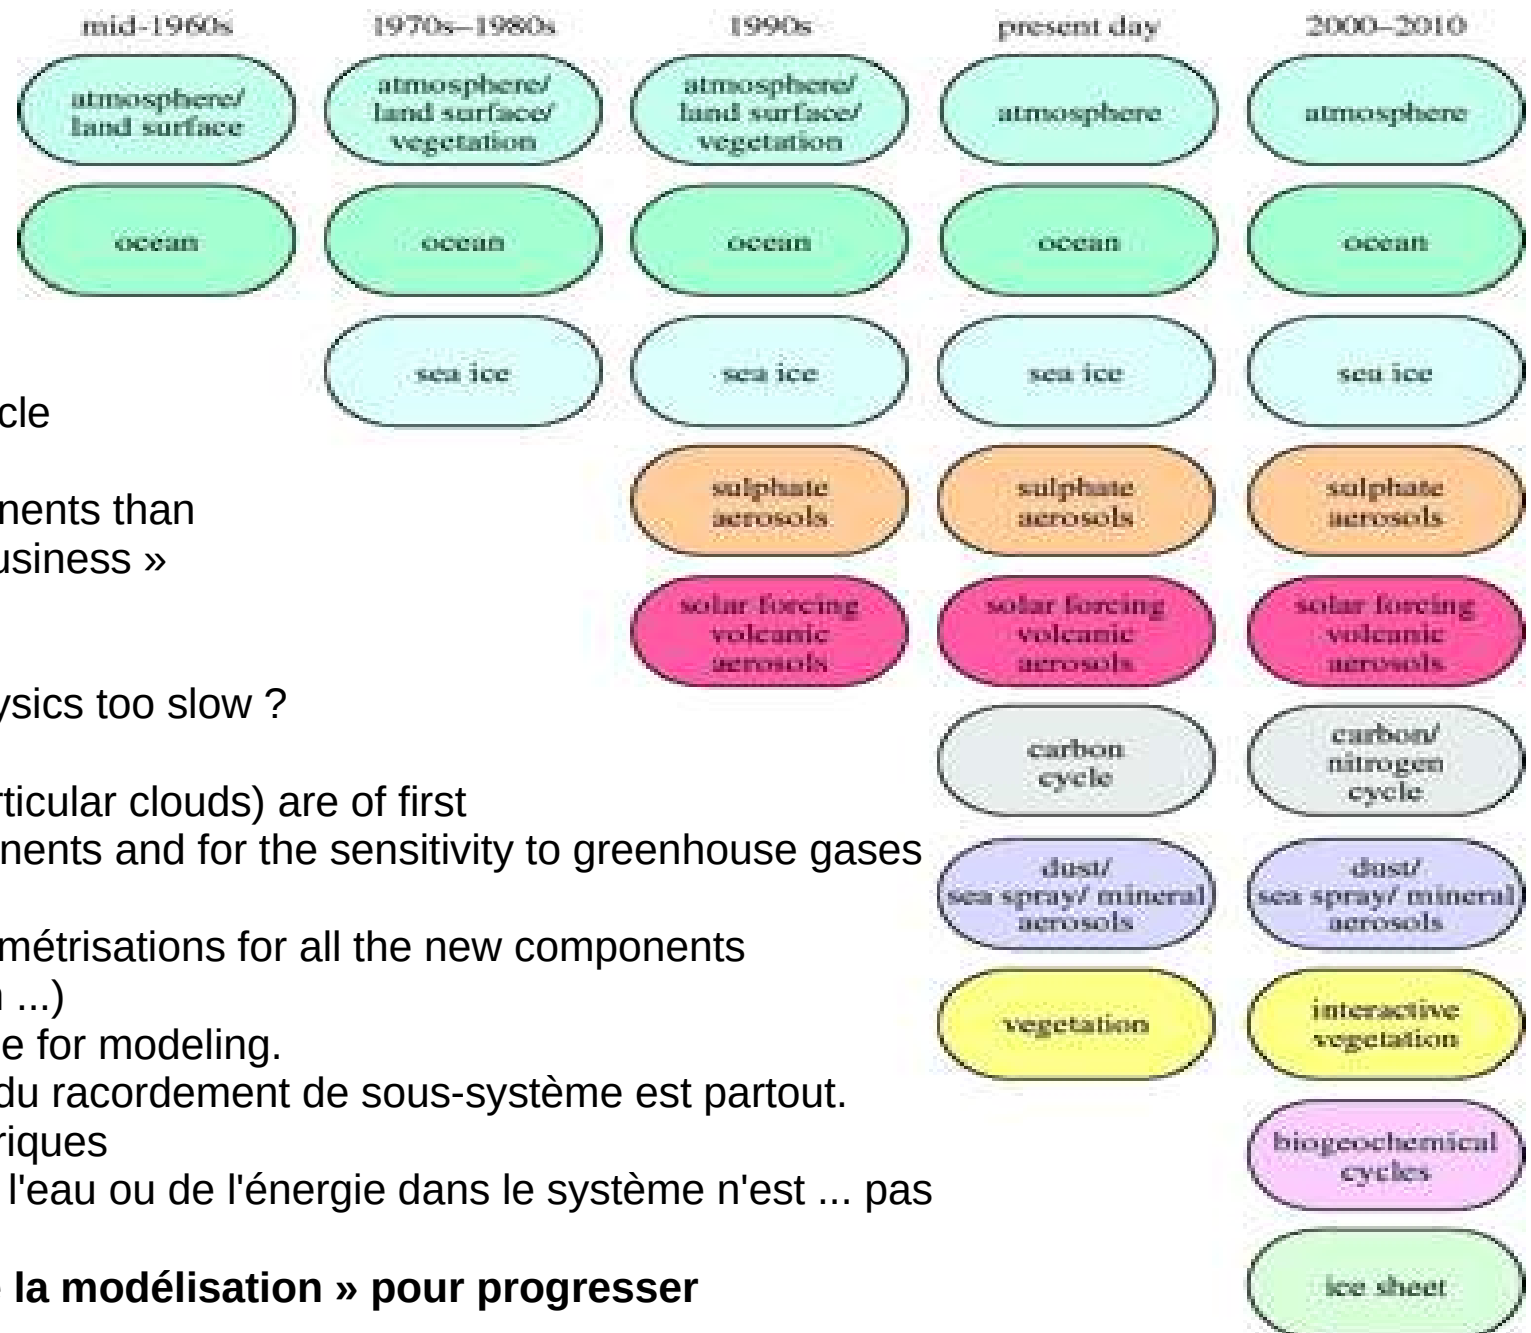 mid-1960s
1970s–1980s
1990s
present day
2000–2010
atmosphere/
land surface
atmosphere/
land surface/
vegetation
atmosphere/
land surface/
vegetation
atmosphere
atmosphere
ocean
ocean
ocean
ocean
ocean
sea ice
sea ice
sea ice
sea ice
sulphate
aerosols
sulphate
aerosols
sulphate
aerosols
solar forcing
volcanic
aerosols
solar forcing
volcanic
aerosols
solar forcing
volcanic
aerosols
carbon
cycle
carbon/
nitrogen
cycle
dust/
sea spray/ mineral
aerosols
dust/
sea spray/ mineral
aerosols
vegetation
interactive
vegetation
biogeochemical
cycles
ice sheet
cle
nents than
usiness »
ysics too slow ?
rticular clouds) are of first
nents and for the sensitivity to greenhouse gases
métrisations for all the new components
...)
e for modeling.
du racordement de sous-système est partout.
riques
l'eau ou de l'énergie dans le système n'est ... pas
la modélisation » pour progresser